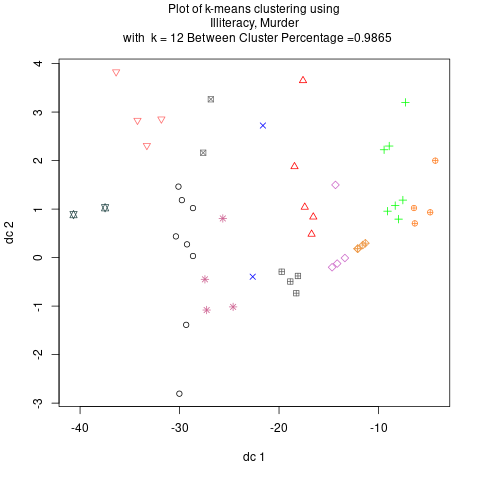 Plot of k-means clustering using
Illiteracy, Murder
with  k = 12 Between Cluster Percentage =0.9865
4
3
2
1
0
-1
-2
-3
dc 2
-40 -30 -20 -10
dc 1